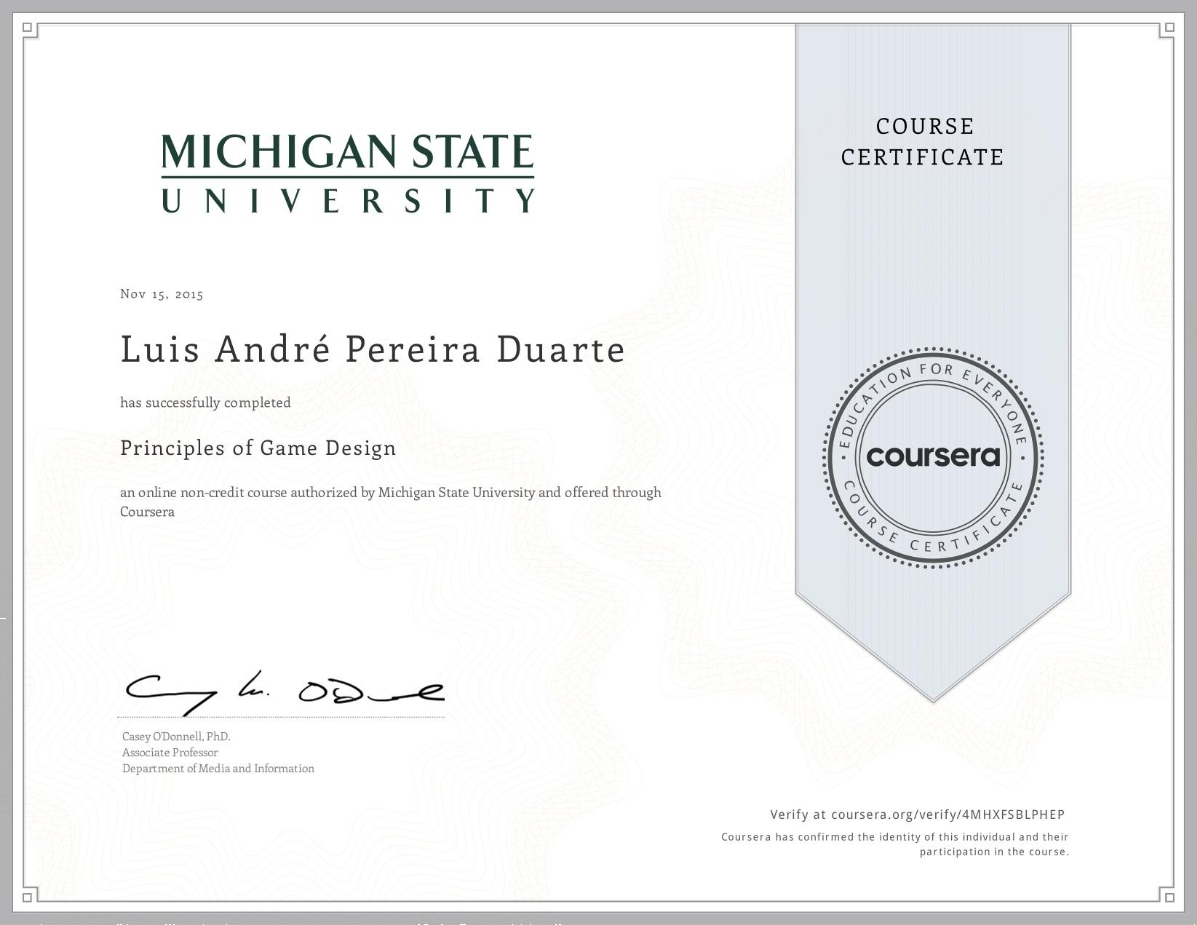 MICHIGAN STATE
UNIVERSITY
COURSE
CERTIFICATE
Nov 15, 2015
Luis André Pereira Duarte
has successfully completed
Principles of Game Design
an online non-credit course authorized by Michigan State University and offered through
Coursera
EDUCATION FOR EVERYONE
coursera
COURSE CERTIFICATE
Casey O'Donnell, PhD.
Associate Professor
Department of Media and Information
Verify at coursera.org/verify/4MHXFSBLPHEP
Coursera has confirmed the identity of this individual and their
participation in the course.